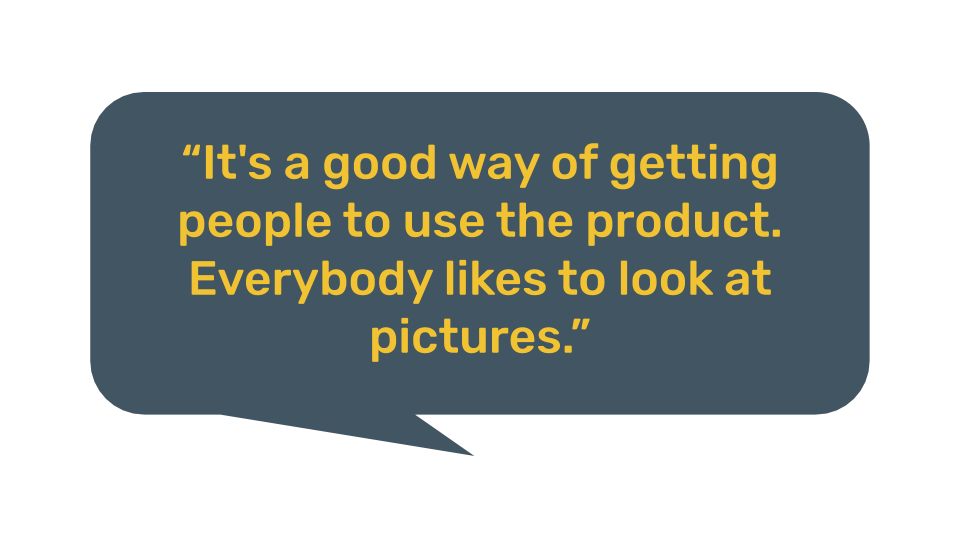 “It's a good way of getting
people to use the product.
Everybody likes to look at
pictures.”